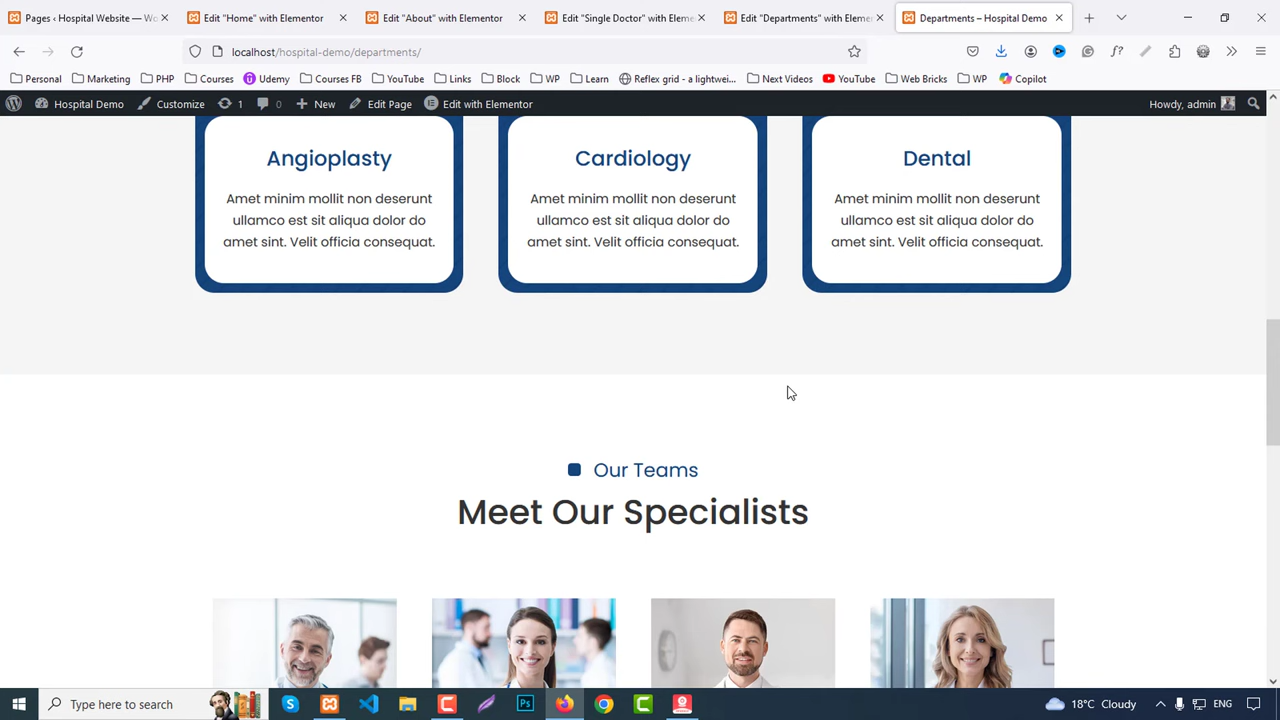 Pages ‹ Hospital Website — Wo
Edit "Home" with Elementor
Edit "About" with Elementor
Edit "Single Doctor" with Eleme
Edit "Departments" with Elemen
Departments – Hospital Demo
localhost/hospital-demo/departments/
Personal
Marketing
PHP
Courses
Udemy
Courses FB
YouTube
Links
Block
WP
Learn
Reflex grid - a lightwei...
Next Videos
YouTube
Web Bricks
WP
Copilot
Hospital Demo
Customize
1
0
New
Edit Page
Edit with Elementor
Howdy, admin
Angioplasty
Amet minim mollit non deserunt
ullamco est sit aliqua dolor do
amet sint. Velit officia consequat.
Cardiology
Amet minim mollit non deserunt
ullamco est sit aliqua dolor do
amet sint. Velit officia consequat.
Dental
Amet minim mollit non deserunt
ullamco est sit aliqua dolor do
amet sint. Velit officia consequat.
Our Teams
Meet Our Specialists
Type here to search
18°C Cloudy
ENG